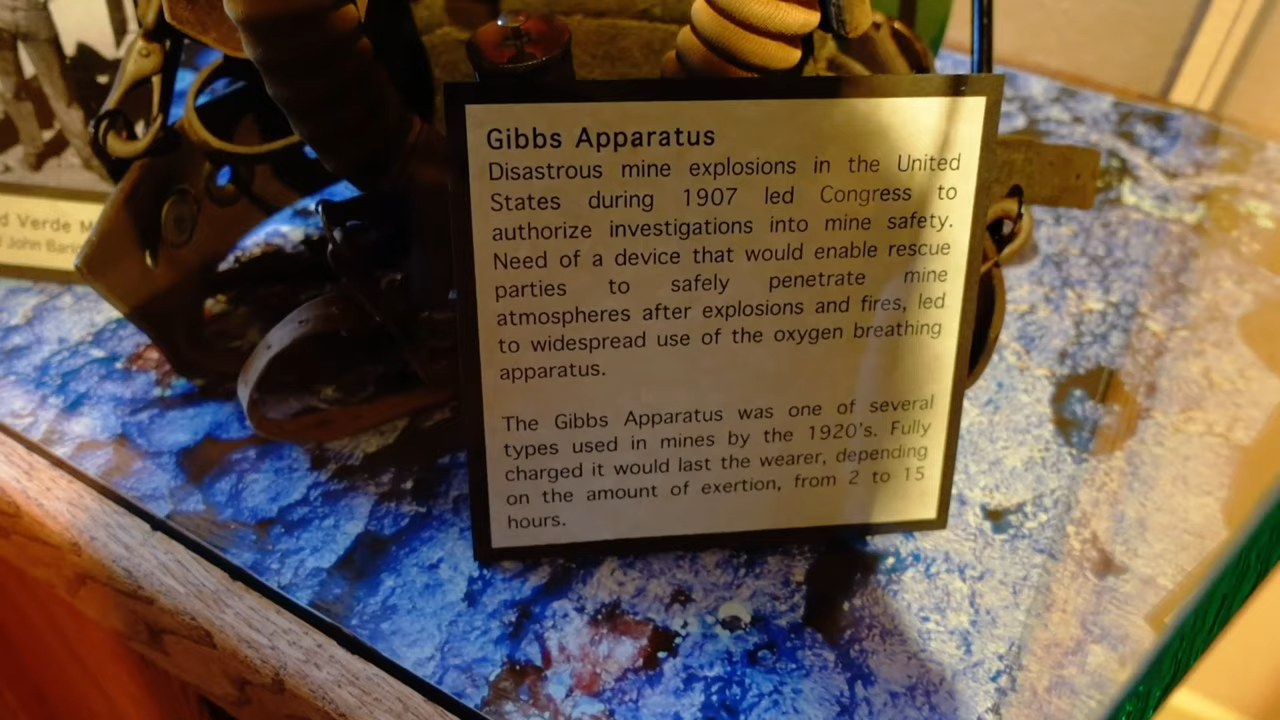 Gibbs Apparatus
Disastrous mine explosions in the United
States during 1907 led Congress to
authorize investigations into mine safety.
Need of a device that would enable rescue
parties to safely penetrate mine
atmospheres after explosions and fires, led
to widespread use of the oxygen breathing
apparatus.
The Gibbs Apparatus was one of several
types used in mines by the 1920's. Fully
charged it would last the wearer, depending
on the amount of exertion, from 2 to 15
hours.
d Verde M
John Bar